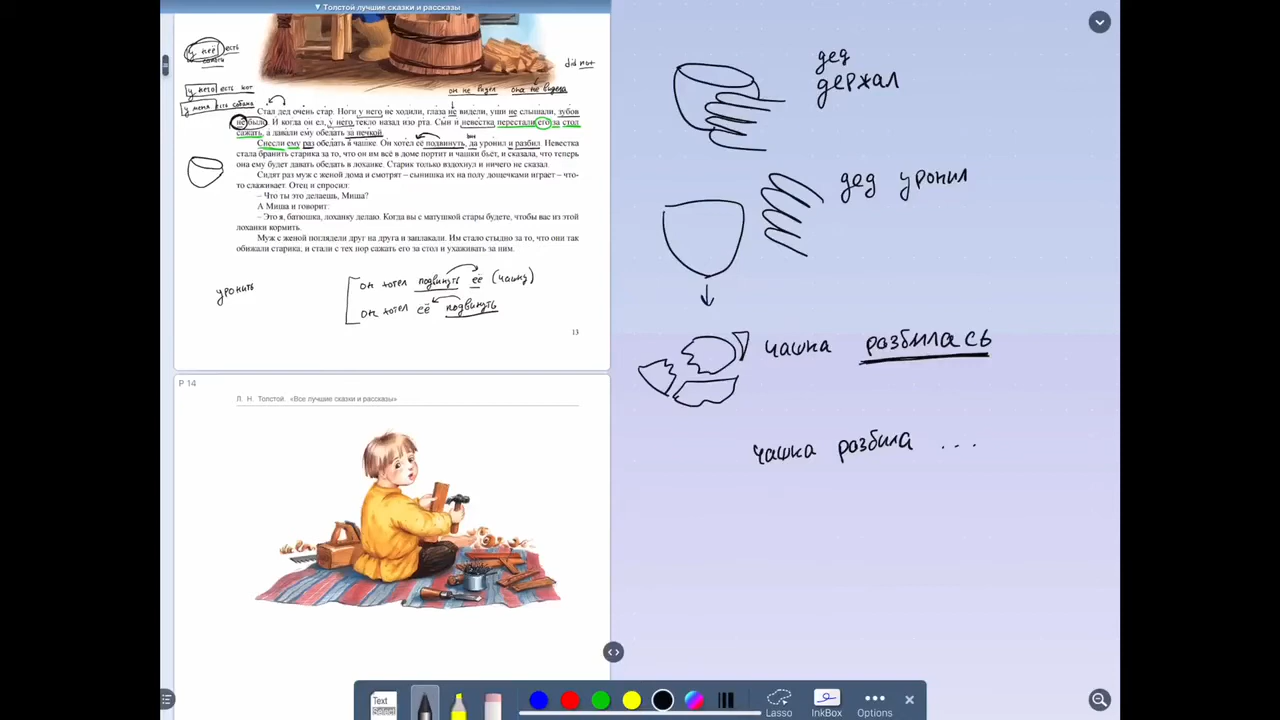 ▼ Толстой лучшие сказки и рассказы
у неё есть
did not
он не видел она не видела
у него есть кот
у меня есть собака
Стал дед очень стар. Ноги у него не ходили, глаза не видели, уши не слышали, зубов
не было. И когда он ел, у него текло назад изо рта. Сын и невестка перестали его за стол
сажать, а давали ему обедать за печкой.
он
Снесли ему раз обедать в чашке. Он хотел её подвинуть, да уронил и разбил. Невестка
стала бранить старика за то, что он им всё в доме портит и чашки бьёт, и сказала, что теперь
она ему будет давать обедать в лоханке. Старик только вздохнул и ничего не сказал.
Сидят раз муж с женой дома и смотрят – сынишка их на полу дощечками играет – что-
то слаживает. Отец и спросил:
– Что ты это делаешь, Миша?
А Миша и говорит:
– Это я, батюшка, лоханку делаю. Когда вы с матушкой стары будете, чтобы вас из этой
лоханки кормить.
Муж с женой поглядели друг на друга и заплакали. Им стало стыдно за то, что они так
обижали старика, и стали с тех пор сажать его за стол и ухаживать за ним.
уронить
он хотел подвинуть её (чашку)
он хотел её подвинуть
13
P 14
Л. Н. Толстой. «Все лучшие сказки и рассказы»
дед
держал
дед уронил
чашка разбилась
чашка разбила ...
Text
Select
Lasso
InkBox
Options